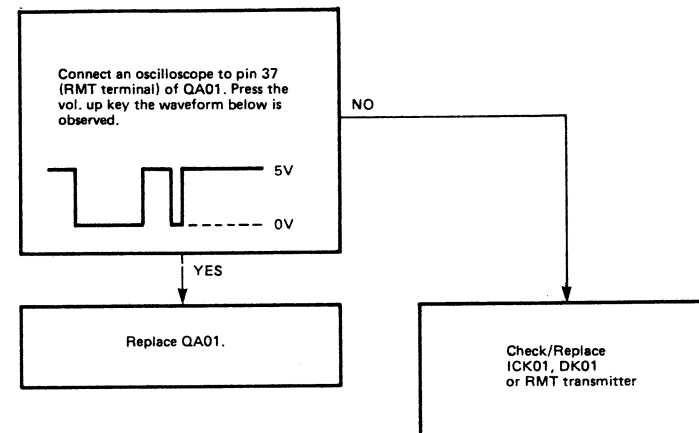 Connect an oscilloscope to pin 37
(RMT terminal) of QA01. Press the
vol. up key the waveform below is
observed.
NO
5V
0V
YES
Replace QA01.
Check/Replace
ICK01, DK01
or RMT transmitter